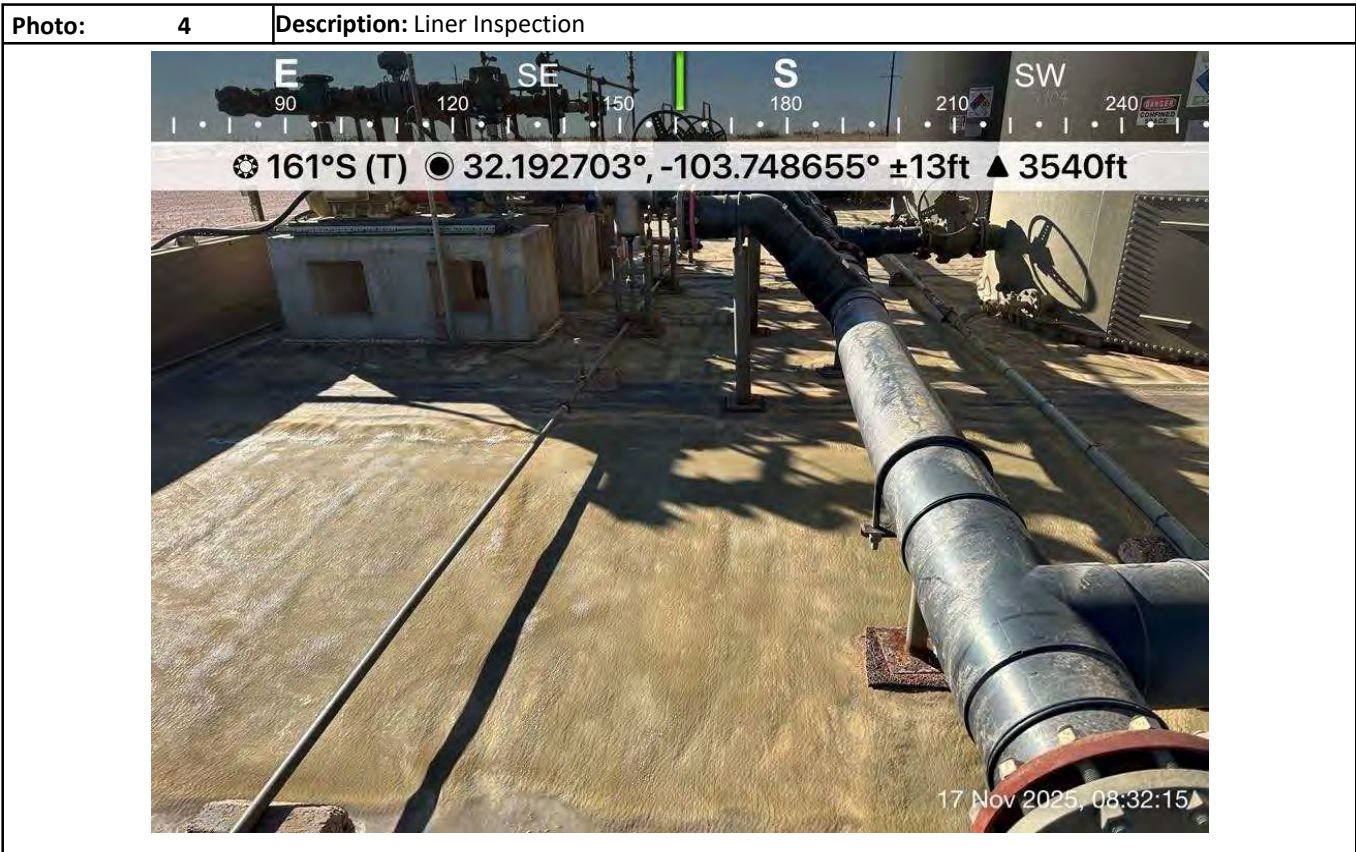 Photo: 4 Description: Liner Inspection
E SE S SW
90 120 150 180 210 240
161°S (T) 32.192703°, -103.748655° ±13ft ▲ 3540ft
DANGER
CONFINED
SPACE
17 Nov 2025, 08:32:15